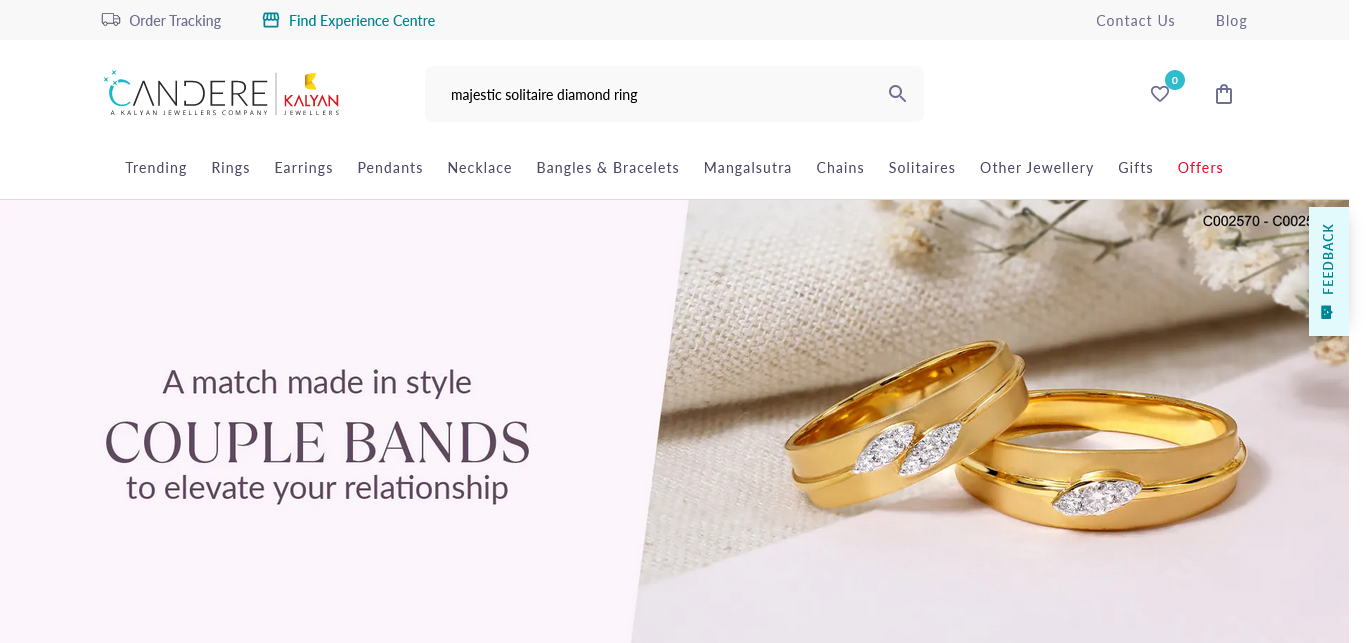 Order Tracking
Find Experience Centre
Contact Us
Blog
CANDERE
A KALYAN JEWELLERS COMPANY
KALYAN
JEWELLERS
majestic solitaire diamond ring
0
Trending
Rings
Earrings
Pendants
Necklace
Bangles & Bracelets
Mangalsutra
Chains
Solitaires
Other Jewellery
Gifts
Offers
C002570 - C0025
FEEDBACK
A match made in style
COUPLE BANDS
to elevate your relationship